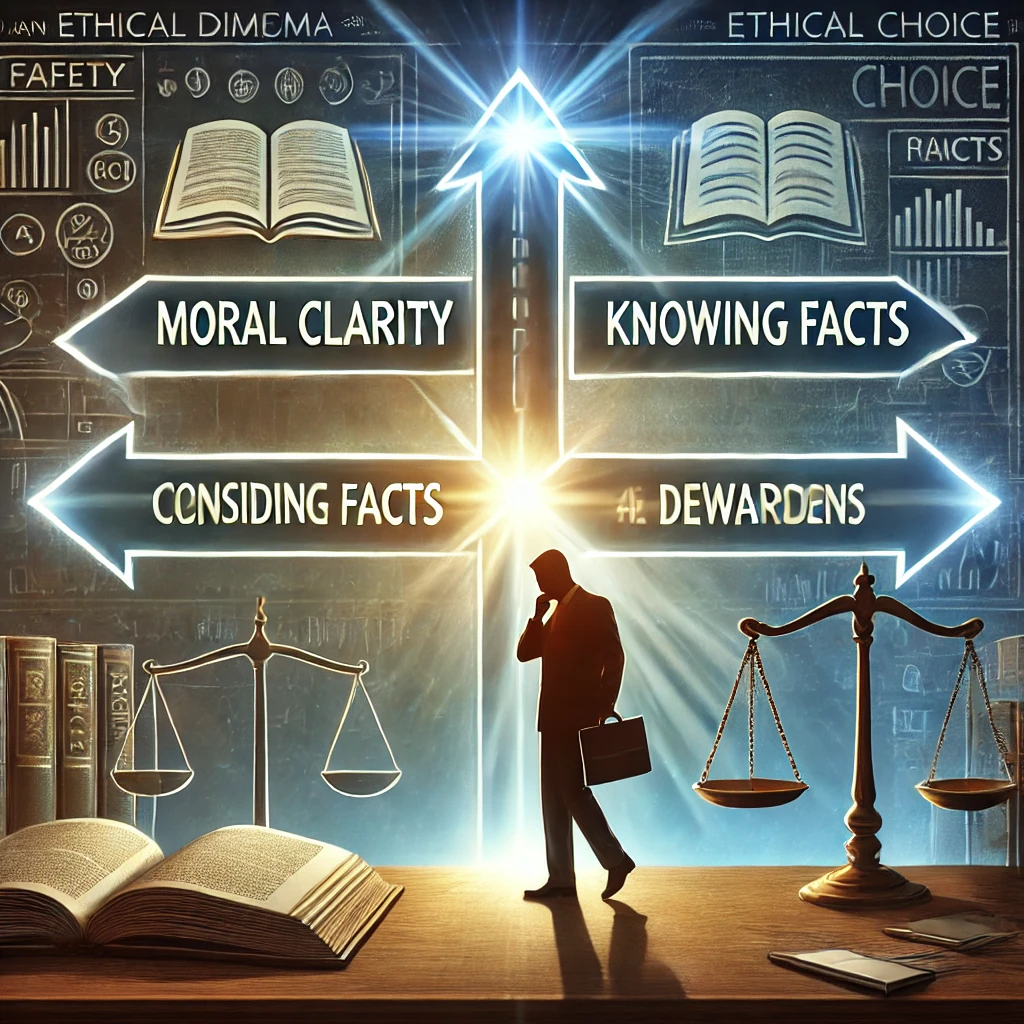 ETHICAL DIMEMA
ETHICAL CHOICE
FAFETY
CHOICE
RAICTS
MORAL CLARITY
KNOWING FACTS
CONSIDING FACTS
DEWARDENS